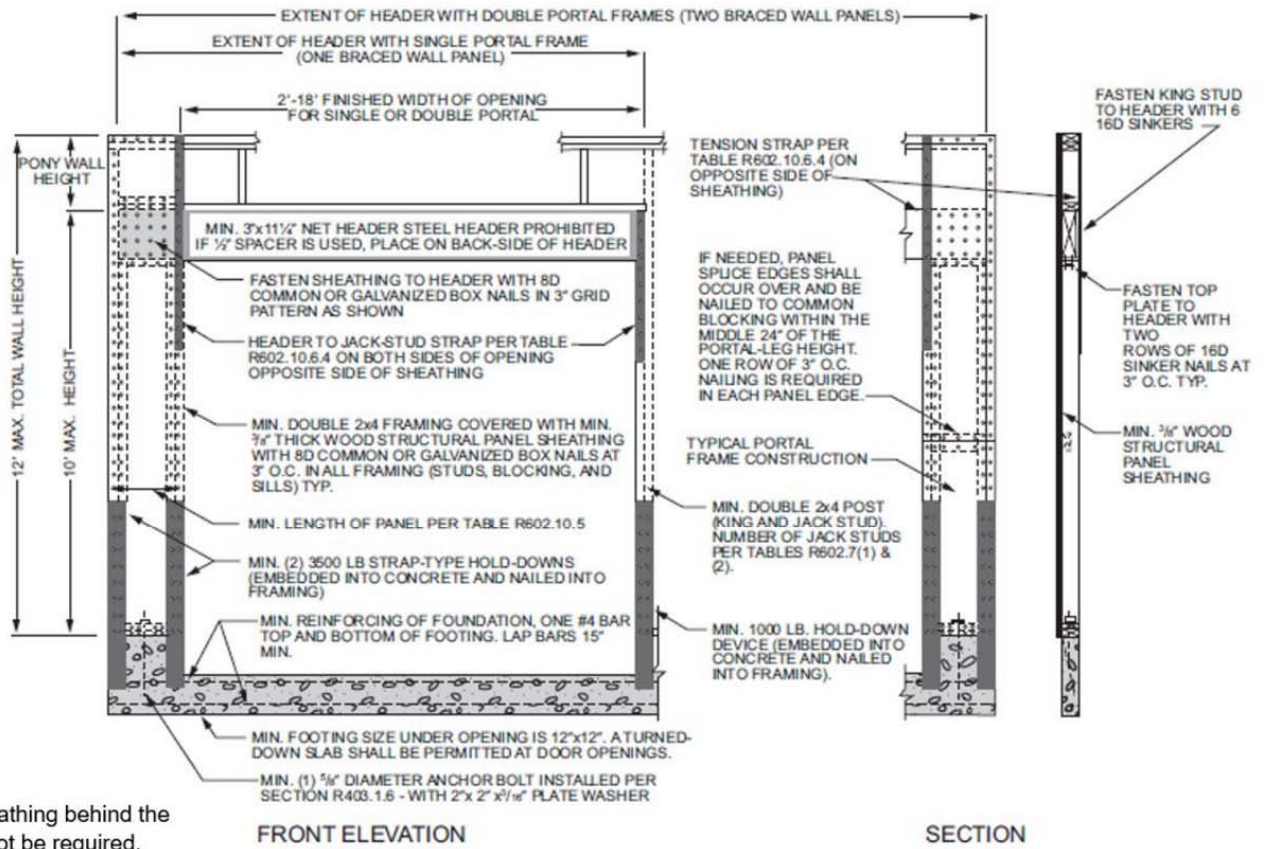 EXTENT OF HEADER WITH DOUBLE PORTAL FRAMES (TWO BRACED WALL PANELS)
EXTENT OF HEADER WITH SINGLE PORTAL FRAME
(ONE BRACED WALL PANEL)
2'-18' FINISHED WIDTH OF OPENING
FOR SINGLE OR DOUBLE PORTAL
PONY WALL
HEIGHT
12' MAX. TOTAL WALL HEIGHT
10' MAX. HEIGHT
MIN. 3"x11¼" NET HEADER STEEL HEADER PROHIBITED
IF ½" SPACER IS USED, PLACE ON BACK-SIDE OF HEADER
FASTEN SHEATHING TO HEADER WITH 8D
COMMON OR GALVANIZED BOX NAILS IN 3" GRID
PATTERN AS SHOWN
HEADER TO JACK-STUD STRAP PER TABLE
R602.10.6.4 ON BOTH SIDES OF OPENING
OPPOSITE SIDE OF SHEATHING
MIN. DOUBLE 2x4 FRAMING COVERED WITH MIN.
⅜" THICK WOOD STRUCTURAL PANEL SHEATHING
WITH 8D COMMON OR GALVANIZED BOX NAILS AT
3" O.C. IN ALL FRAMING (STUDS, BLOCKING, AND
SILLS) TYP.
MIN. LENGTH OF PANEL PER TABLE R602.10.5
MIN. (2) 3500 LB STRAP-TYPE HOLD-DOWNS
(EMBEDDED INTO CONCRETE AND NAILED INTO
FRAMING)
MIN. REINFORCING OF FOUNDATION, ONE #4 BAR
TOP AND BOTTOM OF FOOTING. LAP BARS 15"
MIN.
MIN. FOOTING SIZE UNDER OPENING IS 12"x12". A TURNED-
DOWN SLAB SHALL BE PERMITTED AT DOOR OPENINGS.
MIN. (1) ⅝" DIAMETER ANCHOR BOLT INSTALLED PER
SECTION R403.1.6 - WITH 2"x 2" x³/₁₆" PLATE WASHER
TENSION STRAP PER
TABLE R602.10.6.4 (ON
OPPOSITE SIDE OF
SHEATHING)
IF NEEDED, PANEL
SPLICE EDGES SHALL
OCCUR OVER AND BE
NAILED TO COMMON
BLOCKING WITHIN THE
MIDDLE 24" OF THE
PORTAL-LEG HEIGHT.
ONE ROW OF 3" O.C.
NAILING IS REQUIRED
IN EACH PANEL EDGE.
TYPICAL PORTAL
FRAME CONSTRUCTION
MIN. DOUBLE 2x4 POST
(KING AND JACK STUD).
NUMBER OF JACK STUDS
PER TABLES R602.7(1) &
(2).
MIN. 1000 LB. HOLD-DOWN
DEVICE (EMBEDDED INTO
CONCRETE AND NAILED
INTO FRAMING).
FASTEN KING STUD
TO HEADER WITH 6
16D SINKERS
FASTEN TOP
PLATE TO
HEADER WITH
TWO
ROWS OF 16D
SINKER NAILS AT
3" O.C. TYP.
MIN. ⅜" WOOD
STRUCTURAL
PANEL
SHEATHING
athing behind the
ot be required.
FRONT ELEVATION
SECTION